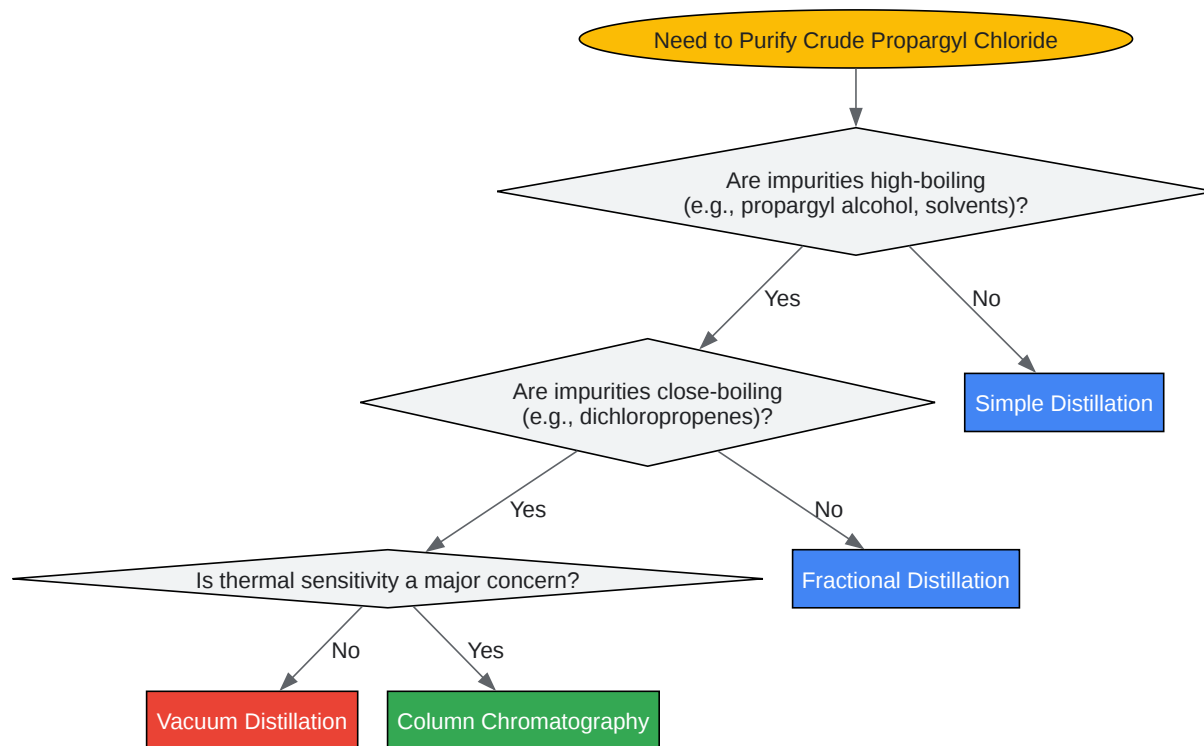 Need to Purify Crude Propargyl Chloride
Are impurities high-boiling
(e.g., propargyl alcohol, solvents)?
Yes
No
Are impurities close-boiling
(e.g., dichloropropenes)?
Simple Distillation
Yes
No
Is thermal sensitivity a major concern?
Fractional Distillation
No
Yes
Vacuum Distillation
Column Chromatography